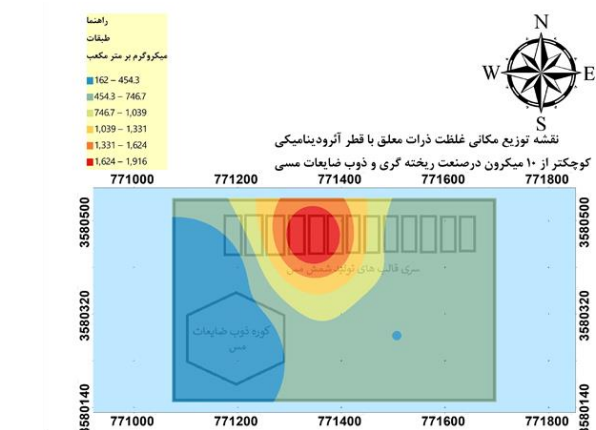 راهنما
طبقات
میکروگرم بر متر مکعب
162 – 454.3
454.3 – 746.7
746.7 – 1,039
1,039 – 1,331
1,331 – 1,624
1,624 – 1,916
N
W E
S
نقشه توزیع مکانی غلظت ذرات معلق با قطر آئرودینامیکی
کوچکتر از ۱۰ میکرون درصنعت ریخته گری و ذوب ضایعات مسی
771000 771200 771400 771600 771800
3580500 3580500
سری قالب های تولید شمش مس
3580320 3580320
کوره ذوب ضایعات
مس
3580140 3580140
771000 771200 771400 771600 771800